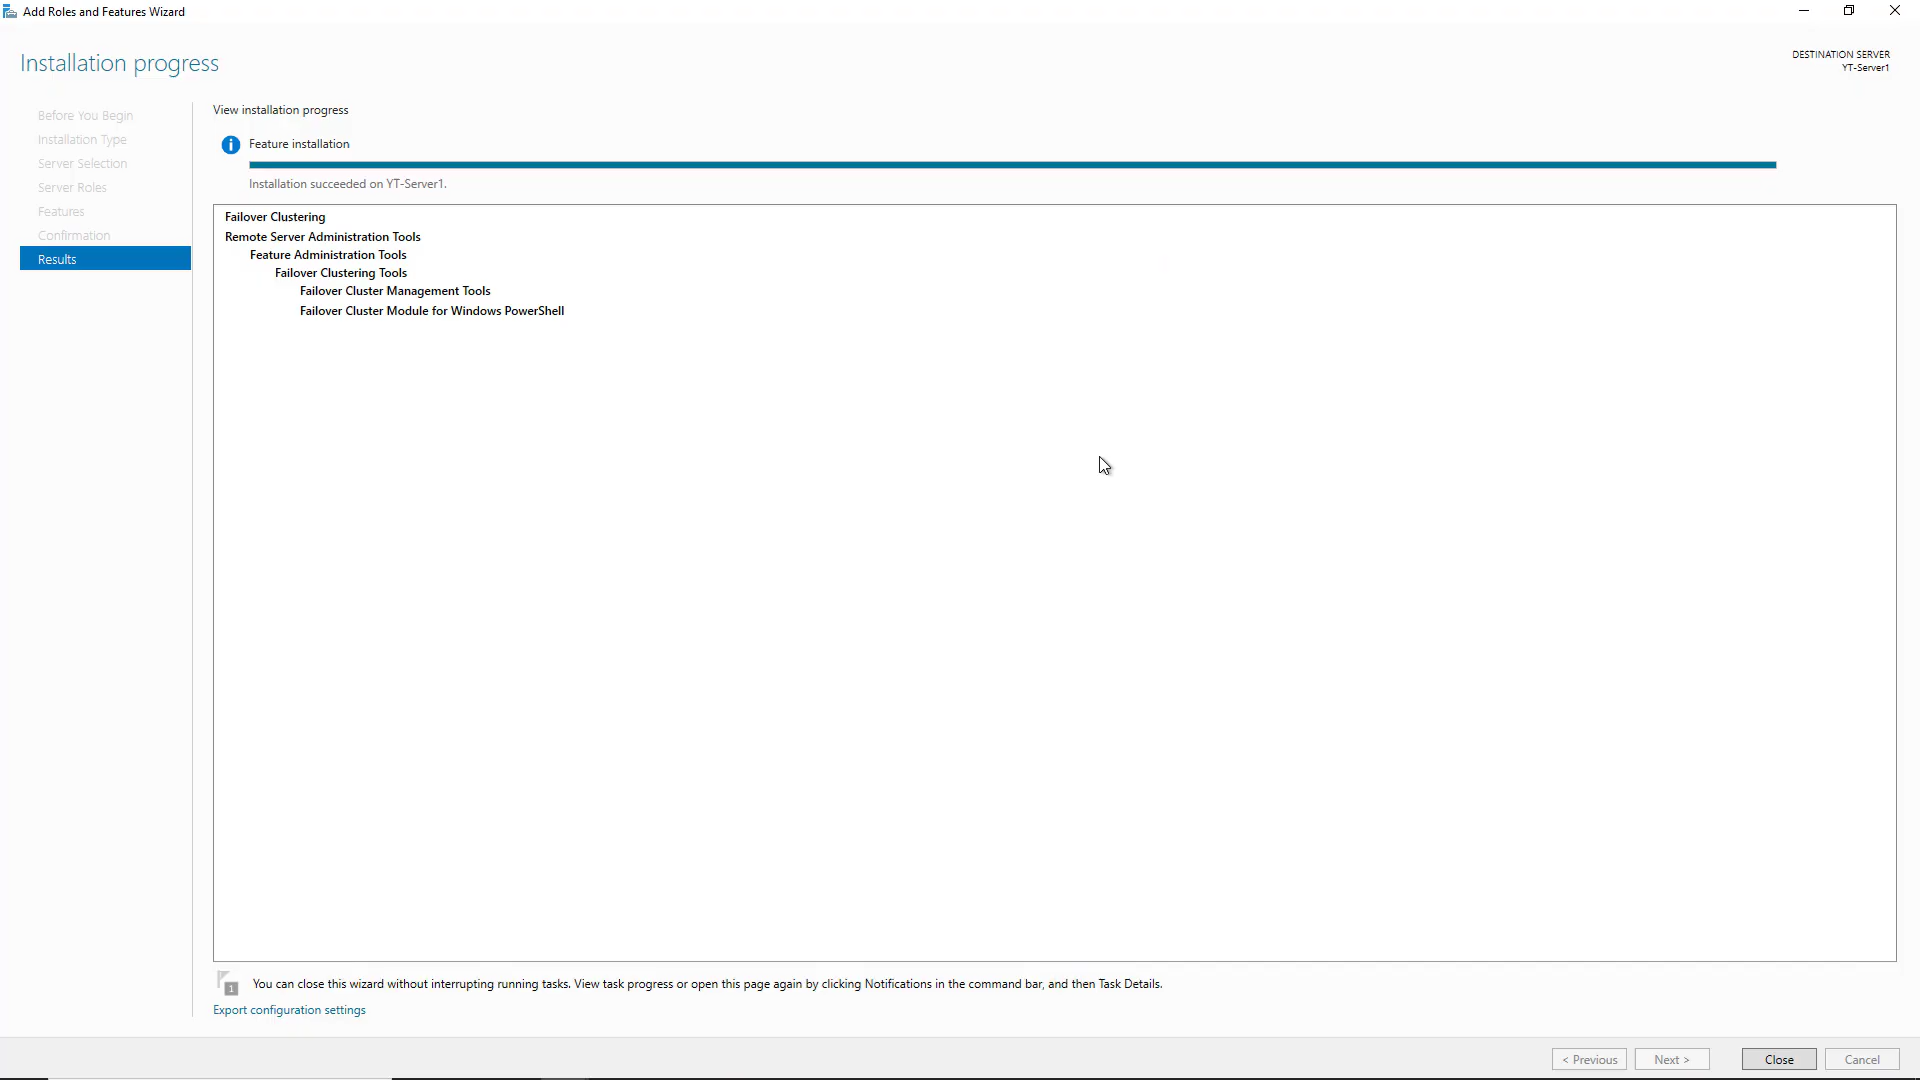 Add Roles and Features Wizard
Installation progress
DESTINATION SERVER
YT-Server1
Before You Begin
Installation Type
Server Selection
Server Roles
Features
Confirmation
Results
View installation progress
Feature installation
Installation succeeded on YT-Server1.
Failover Clustering
Remote Server Administration Tools
Feature Administration Tools
Failover Clustering Tools
Failover Cluster Management Tools
Failover Cluster Module for Windows PowerShell
1
You can close this wizard without interrupting running tasks. View task progress or open this page again by clicking Notifications in the command bar, and then Task Details.
Export configuration settings
< Previous
Next >
Close
Cancel